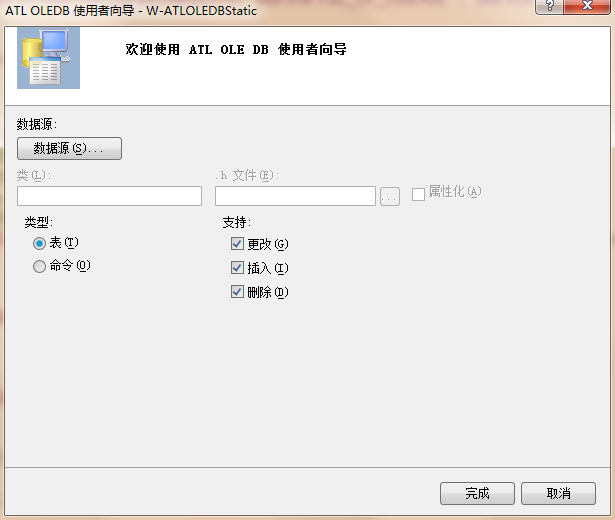 ATL OLEDB 使用者向导 - W-ATLOLEDBStatic
欢迎使用 ATL OLE DB 使用者向导
数据源:
数据源(S)...
类(L):
.h 文件(E):
...
属性化(A)
类型:
支持:
表(T)
更改(G)
命令(O)
插入(I)
删除(D)
完成
取消